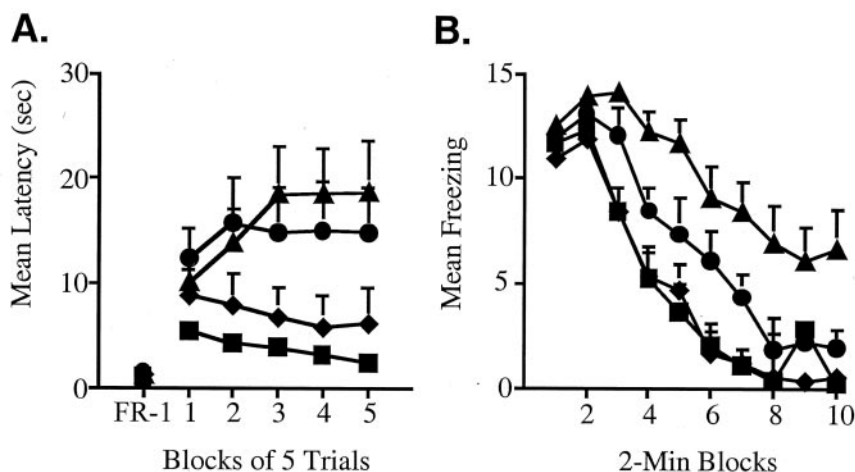 A.
Mean Latency (sec)
30
20
10
0
FR-1 1 2 3 4 5
Blocks of 5 Trials
B.
Mean Freezing
15
10
5
0
2 4 6 8 10
2-Min Blocks